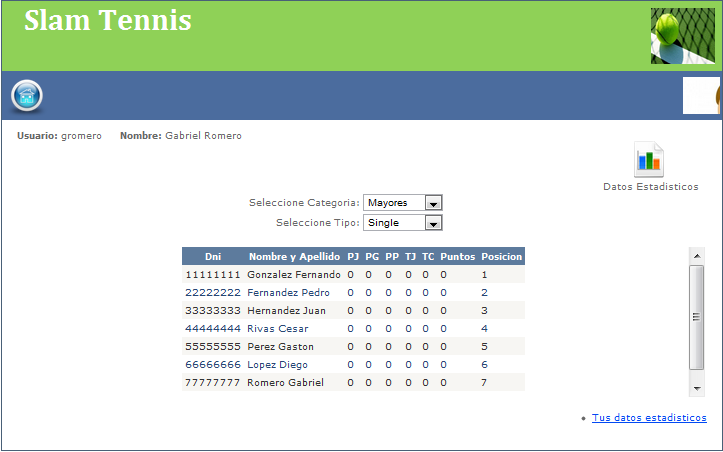 Slam Tennis
Usuario: gromero Nombre: Gabriel Romero
Datos Estadisticos
Seleccione Categoria: Mayores
Seleccione Tipo: Single
Dni Nombre y Apellido PJ PG PP TJ TC Puntos Posicion
11111111 Gonzalez Fernando 0 0 0 0 0 0 1
22222222 Fernandez Pedro 0 0 0 0 0 0 2
33333333 Hernandez Juan 0 0 0 0 0 0 3
44444444 Rivas Cesar 0 0 0 0 0 0 4
55555555 Perez Gaston 0 0 0 0 0 0 5
66666666 Lopez Diego 0 0 0 0 0 0 6
77777777 Romero Gabriel 0 0 0 0 0 0 7
• Tus datos estadisticos